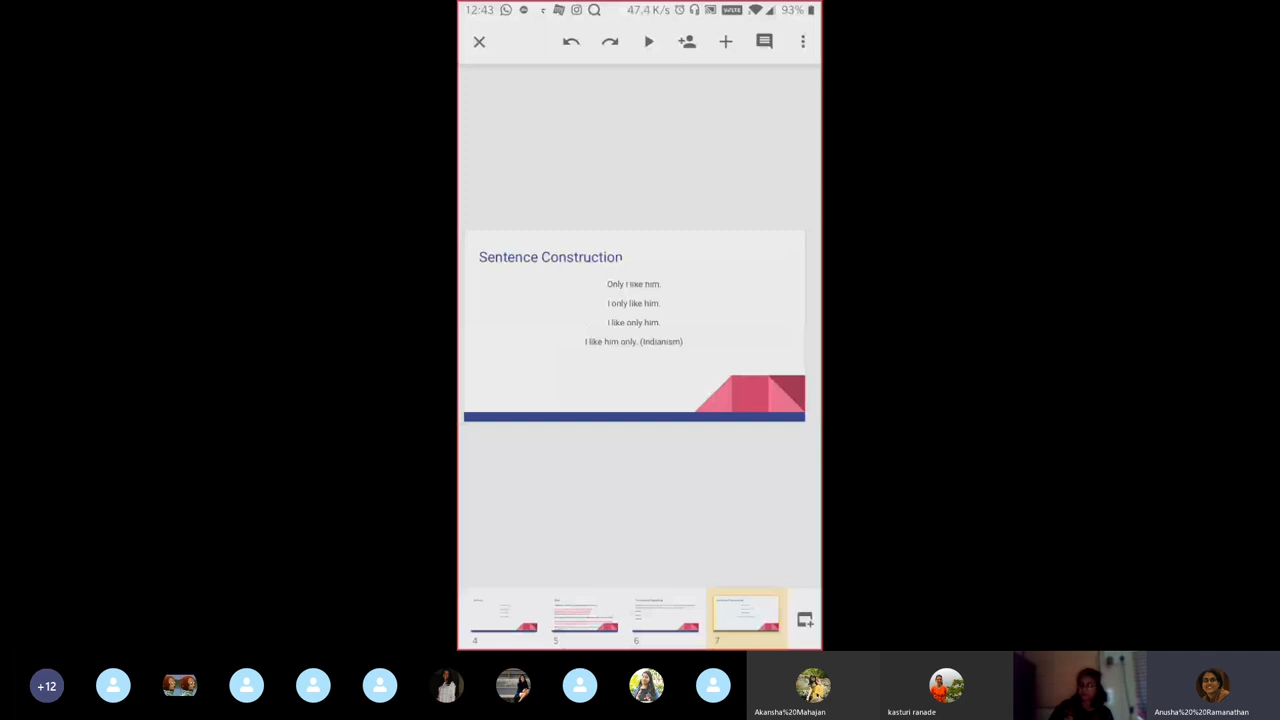 12:43 47.4 K/s VoLTE 93%
Sentence Construction
Only I like him.
I only like him.
I like only him.
I like him only. (Indianism)
4 5 6 7
+12
Akansha%20Mahajan kasturi ranade Anusha%20%20Ramanathan